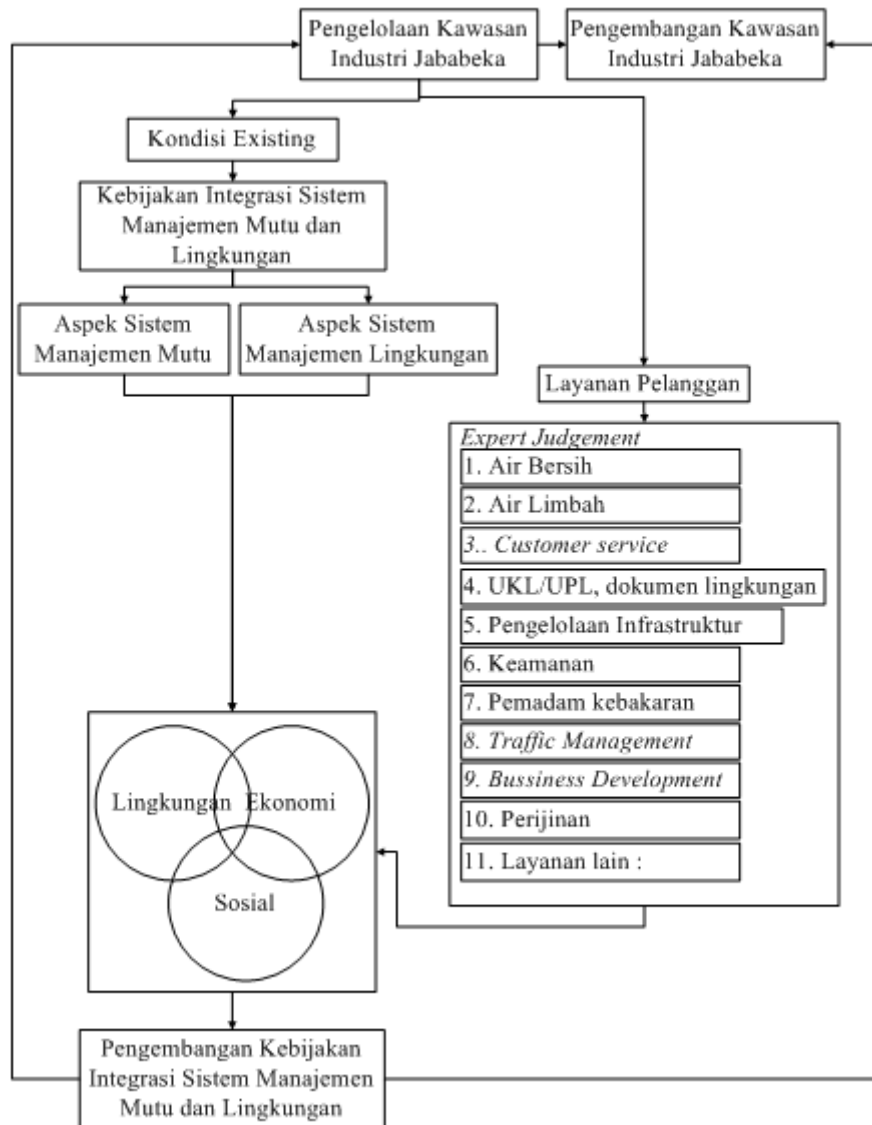 Pengelolaan Kawasan
Industri Jababeka
Pengembangan Kawasan
Industri Jababeka
Kondisi Existing
Kebijakan Integrasi Sistem
Manajemen Mutu dan
Lingkungan
Aspek Sistem
Manajemen Mutu
Aspek Sistem
Manajemen Lingkungan
Layanan Pelanggan
Expert Judgement
1. Air Bersih
2. Air Limbah
3.. Customer service
4. UKL/UPL, dokumen lingkungan
5. Pengelolaan Infrastruktur
6. Keamanan
7. Pemadam kebakaran
8. Traffic Management
9. Bussiness Development
10. Perijinan
11. Layanan lain :
Lingkungan
Ekonomi
Sosial
Pengembangan Kebijakan
Integrasi Sistem Manajemen
Mutu dan Lingkungan